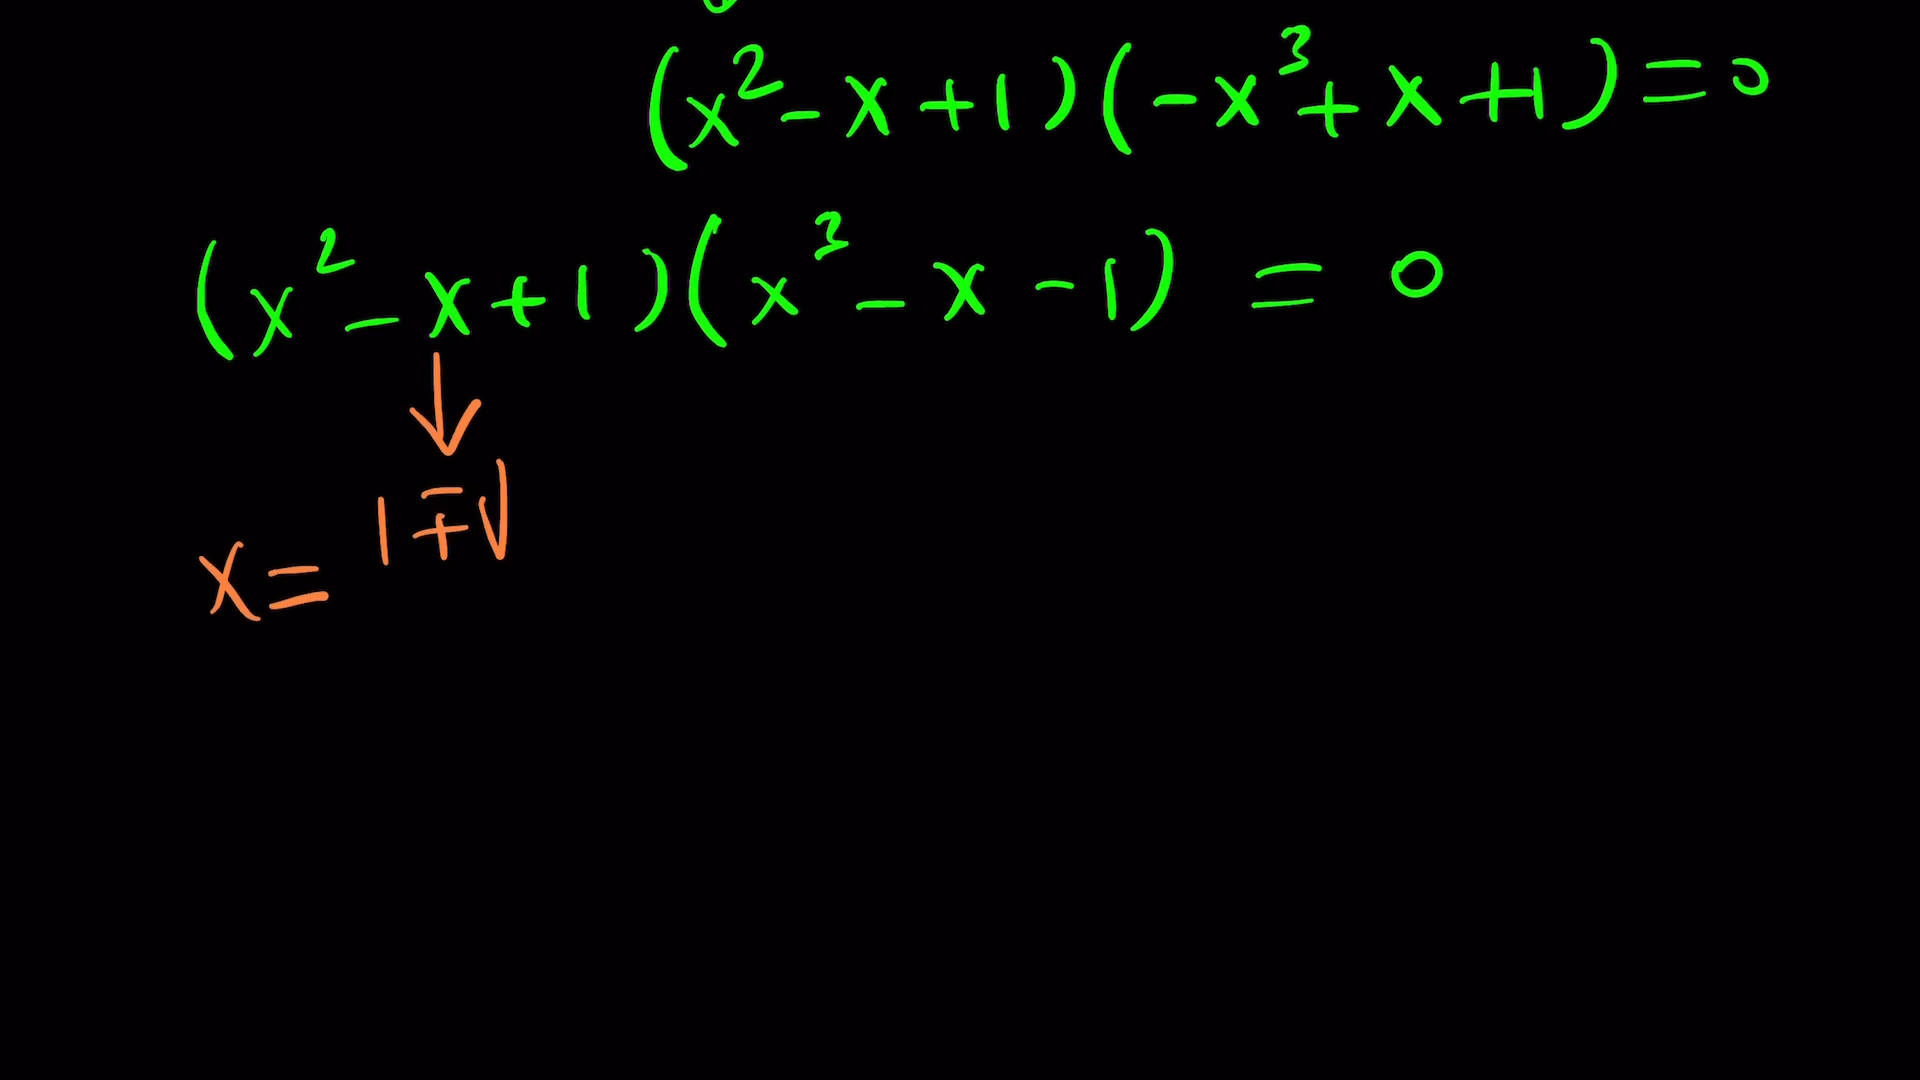 (x² - x + 1)(-x³ + x + 1) = 0
(x² - x + 1)(x³ - x - 1) = 0
↓
x = 1 ∓ √